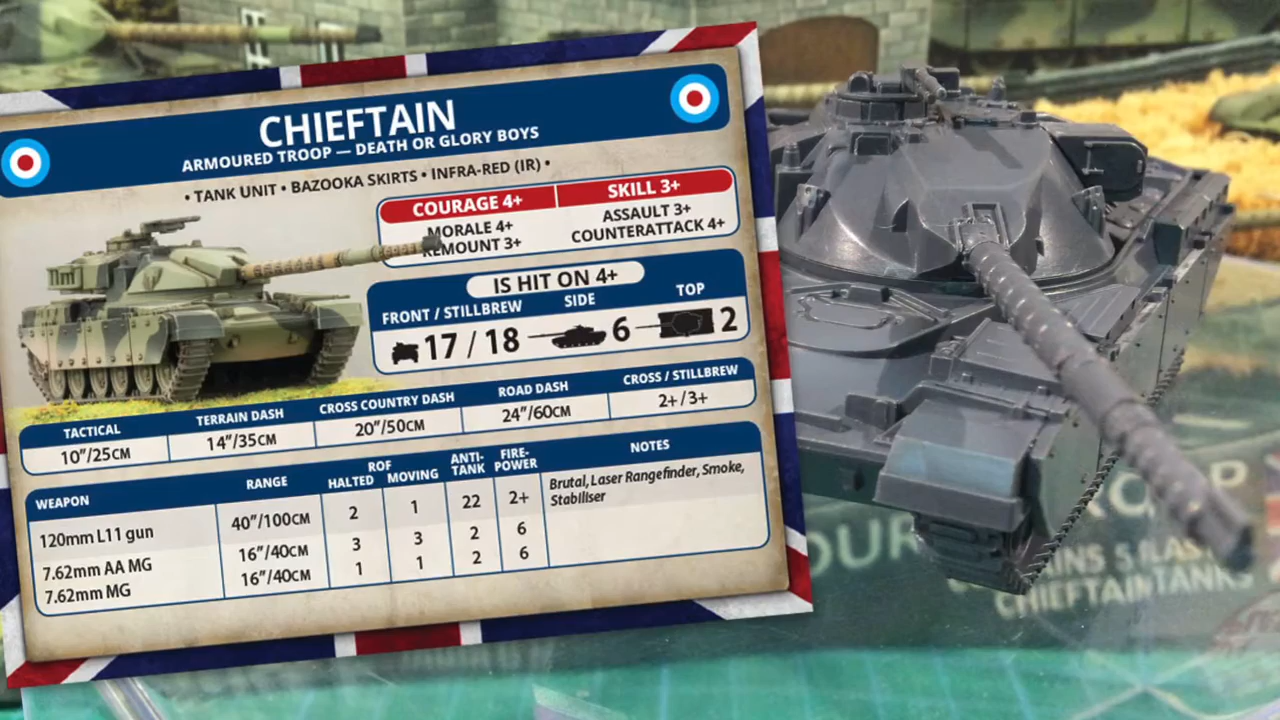 CHIEFTAIN
ARMOURED TROOP — DEATH OR GLORY BOYS
• TANK UNIT • BAZOOKA SKIRTS • INFRA-RED (IR) •
COURAGE 4+ SKILL 3+
MORALE 4+ ASSAULT 3+
REMOUNT 3+ COUNTERATTACK 4+
IS HIT ON 4+
FRONT / STILLBREW SIDE TOP
17 / 18 6 2
TACTICAL TERRAIN DASH CROSS COUNTRY DASH ROAD DASH CROSS / STILLBREW
10"/25CM 14"/35CM 20"/50CM 24"/60CM 2+/3+
WEAPON RANGE ROF HALTED MOVING ANTI-TANK FIRE-POWER NOTES
120mm L11 gun 40"/100CM 2 1 22 2+ Brutal, Laser Rangefinder, Smoke, Stabiliser
7.62mm AA MG 16"/40CM 3 3 2 6
7.62mm MG 16"/40CM 1 1 2 6
CHIEFTAIN TANKS